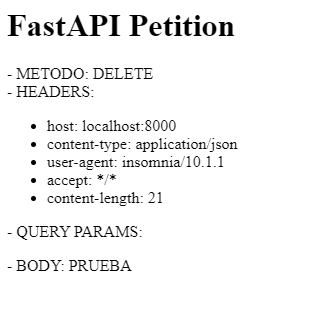 FastAPI Petition
- METODO: DELETE
- HEADERS:
• host: localhost:8000
• content-type: application/json
• user-agent: insomnia/10.1.1
• accept: */*
• content-length: 21
- QUERY PARAMS:
- BODY: PRUEBA